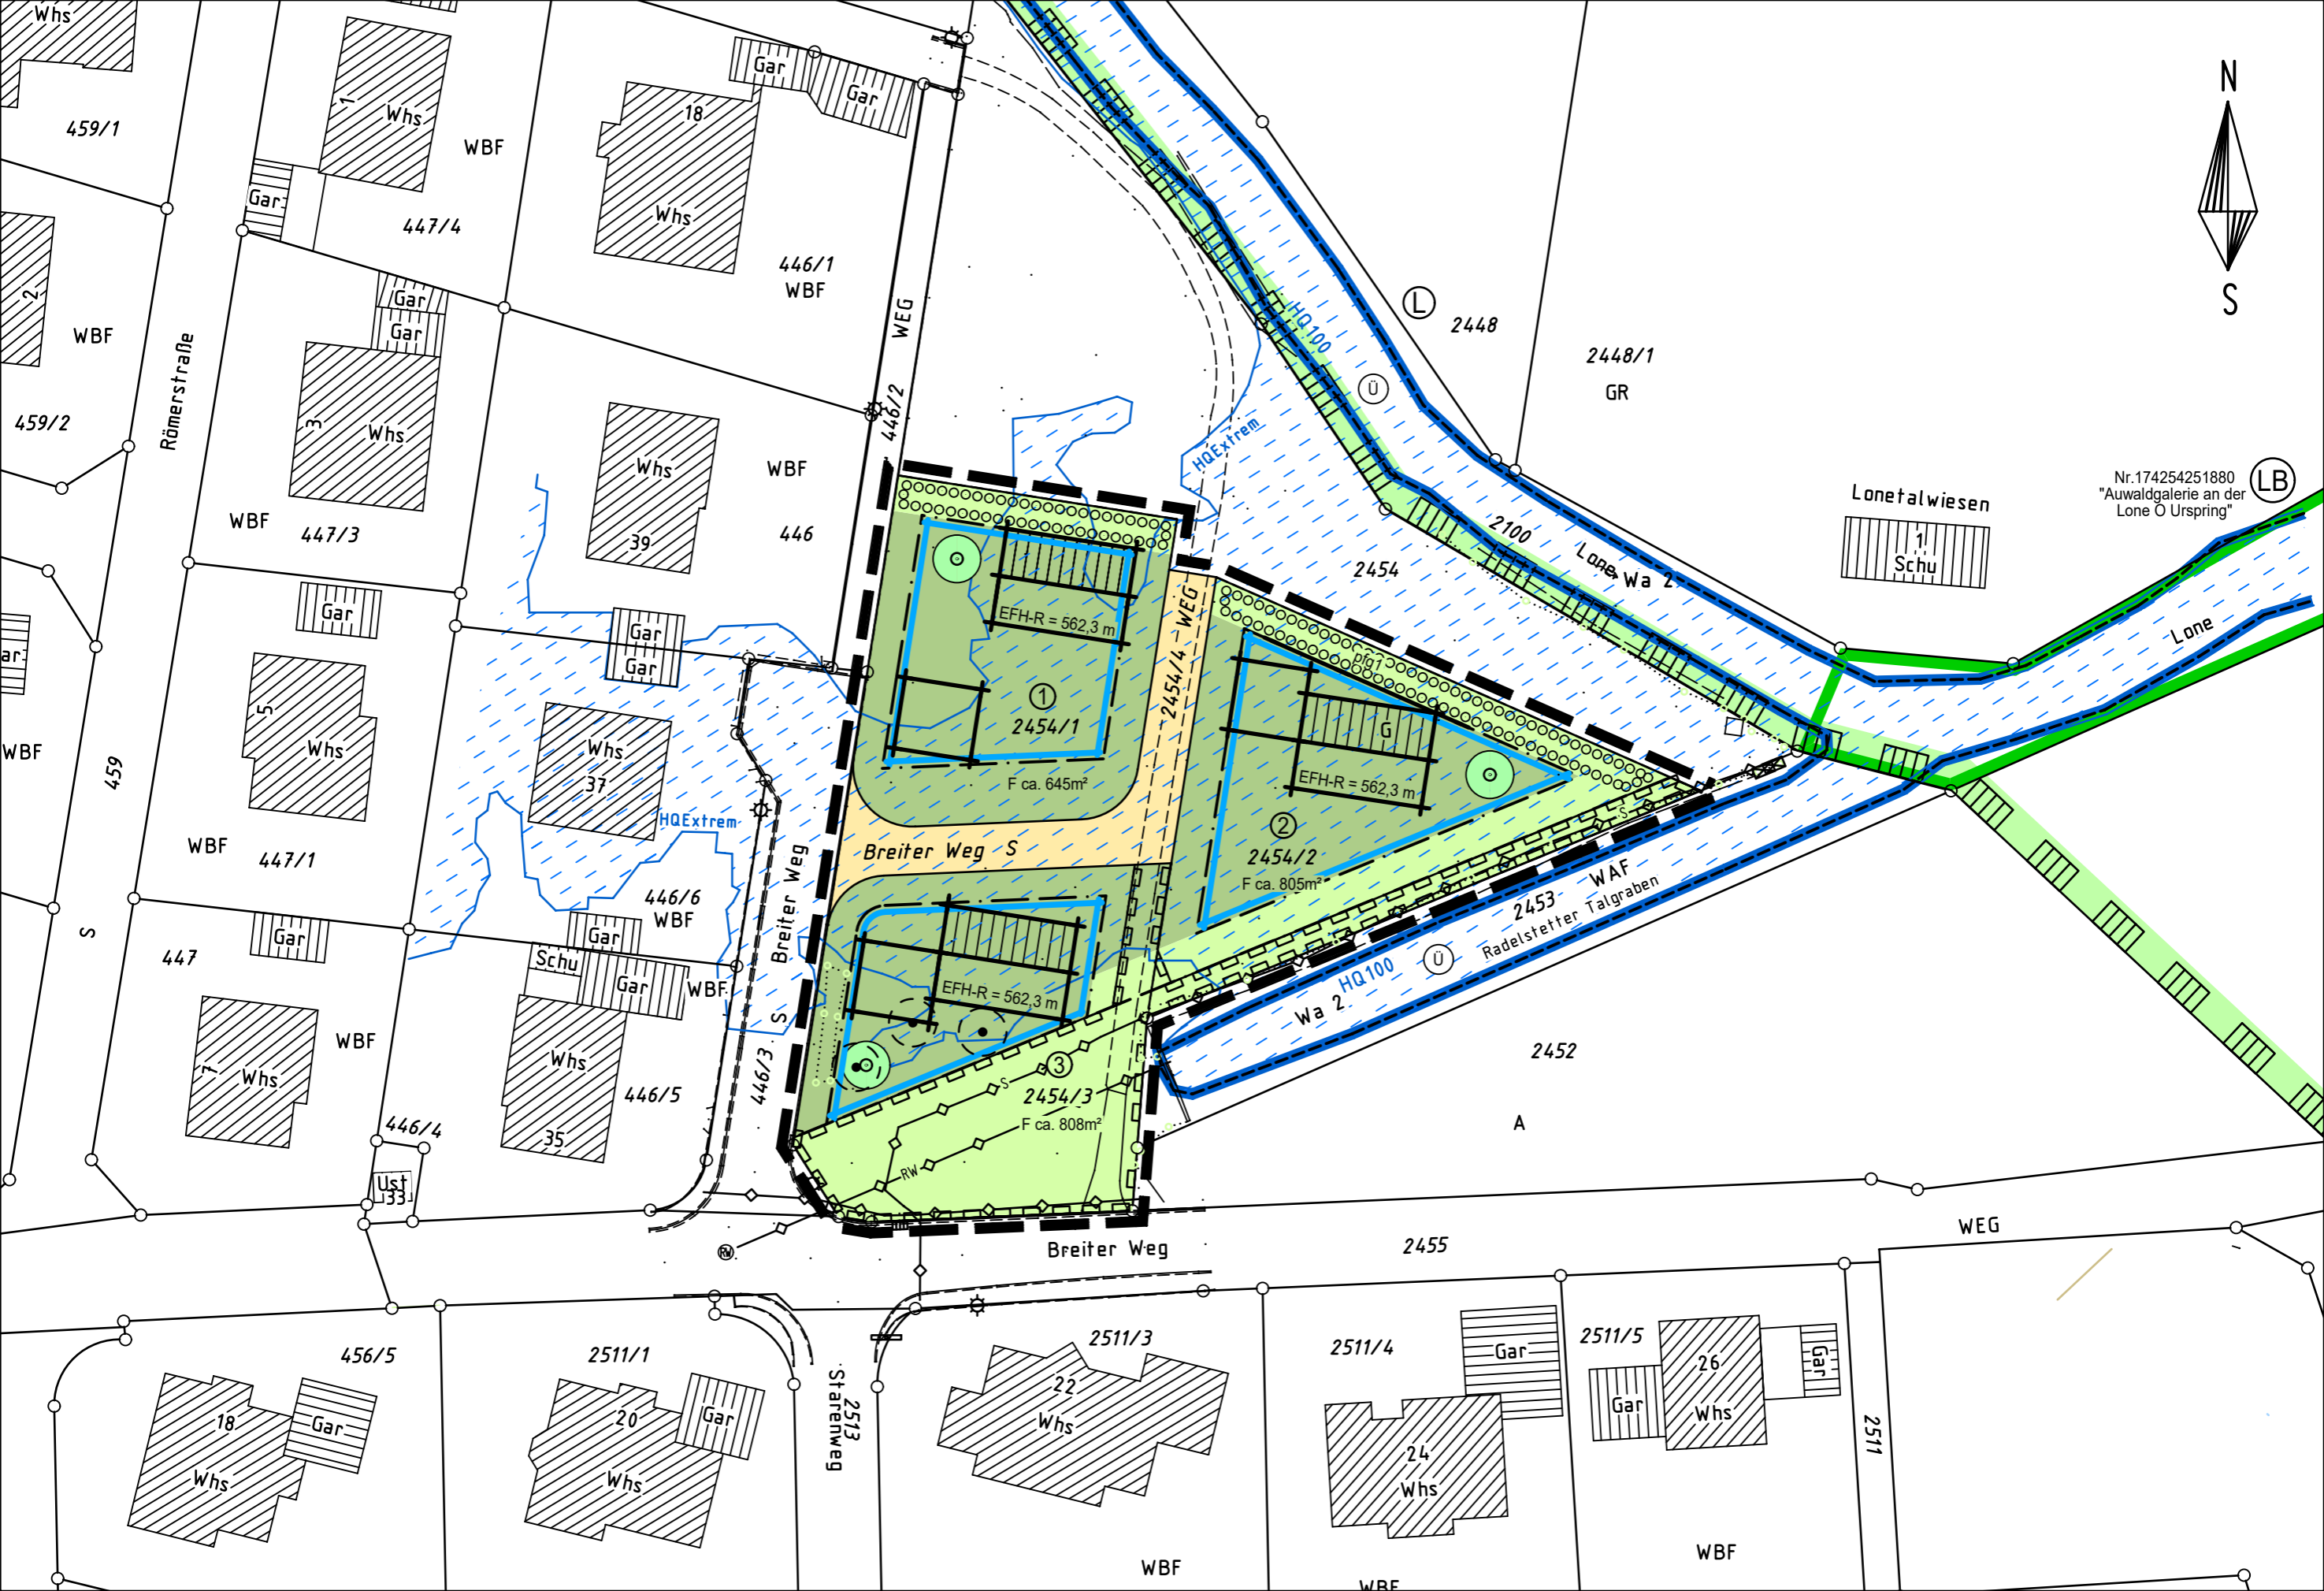 Whs
459/1
1
Whs
WBF
Gar
447/4
Gar
Gar
18
Whs
446/1
WBF
WEG
446/2
N
S
L
2448
2448/1
GR
Ü
HQ100
HQExtrem
2
WBF
Römerstraße
459/2
Gar
Gar
3
Whs
WBF
447/3
Whs
39
WBF
446
Nr.174254251880
"Auwaldgalerie an der
Lone O Urspring"
LB
Lonetalwiesen
1
Schu
2100
Lone, Wa 2
2454
Lone
EFH-R = 562,3 m
1
2454/1
F ca. 645m²
2454/4 WEG
pfg1
G
EFH-R = 562,3 m
2
2454/2
F ca. 805m²
S
Gar
5
Whs
WBF
447/1
459
S
WBF
Gar
Gar
Whs
37
HQExtrem
446/6
WBF
Breiter Weg
S
Breiter Weg S
EFH-R = 562,3 m
3
2454/3
F ca. 808m²
S
RW
WAF
2453
Radelstetter Talgraben
Ü
HQ100
Wa 2
2452
A
447
Gar
WBF
7
Whs
Gar
Schu
Gar
WBF
Whs
35
446/5
446/3
446/4
Ust
33
RW
Breiter Weg
2455
WEG
456/5
18
Whs
Gar
2511/1
20
Whs
Gar
Starenweg
2513
2511/3
22
Whs
WBF
2511/4
Gar
24
Whs
WBF
2511/5
26
Whs
Gar
Gar
WBF
2511